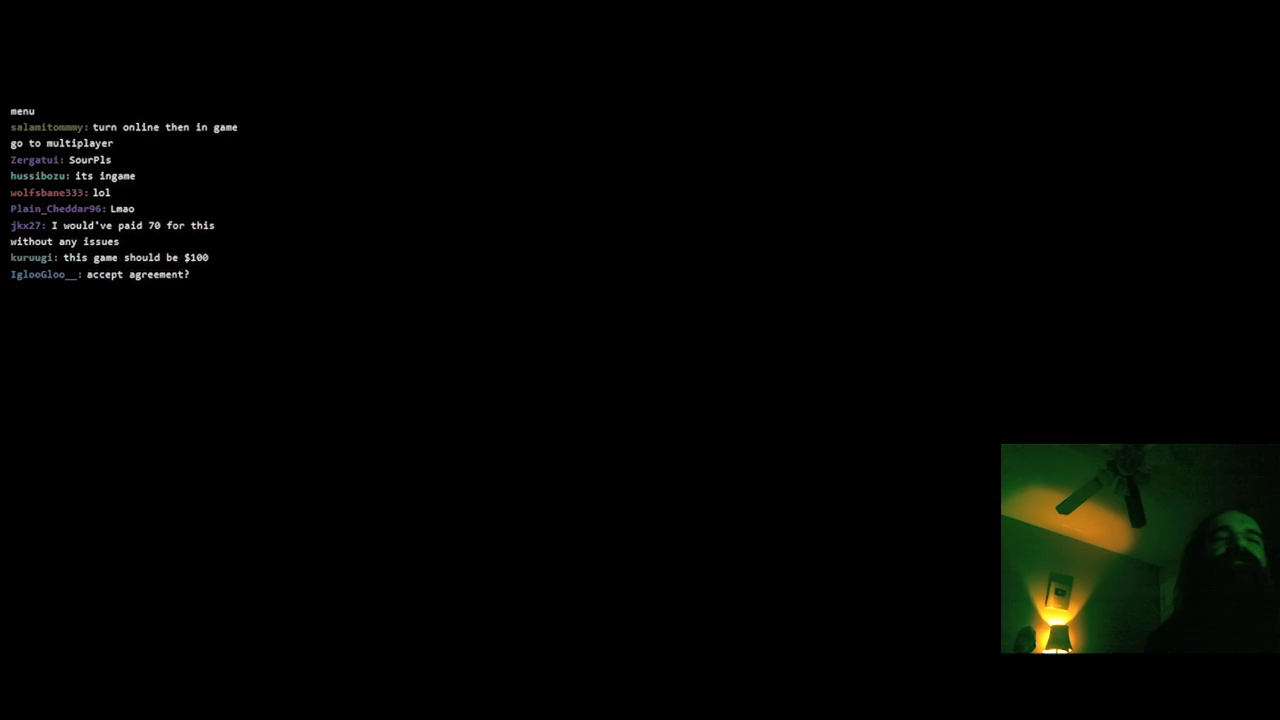 menu
salamitommmy: turn online then in game
go to multiplayer
Zergatui: SourPls
hussibozu: its ingame
wolfsbane333: lol
Plain_Cheddar96: Lmao
jkx27: I would've paid 70 for this
without any issues
kuruugi: this game should be $100
IglooGloo__: accept agreement?